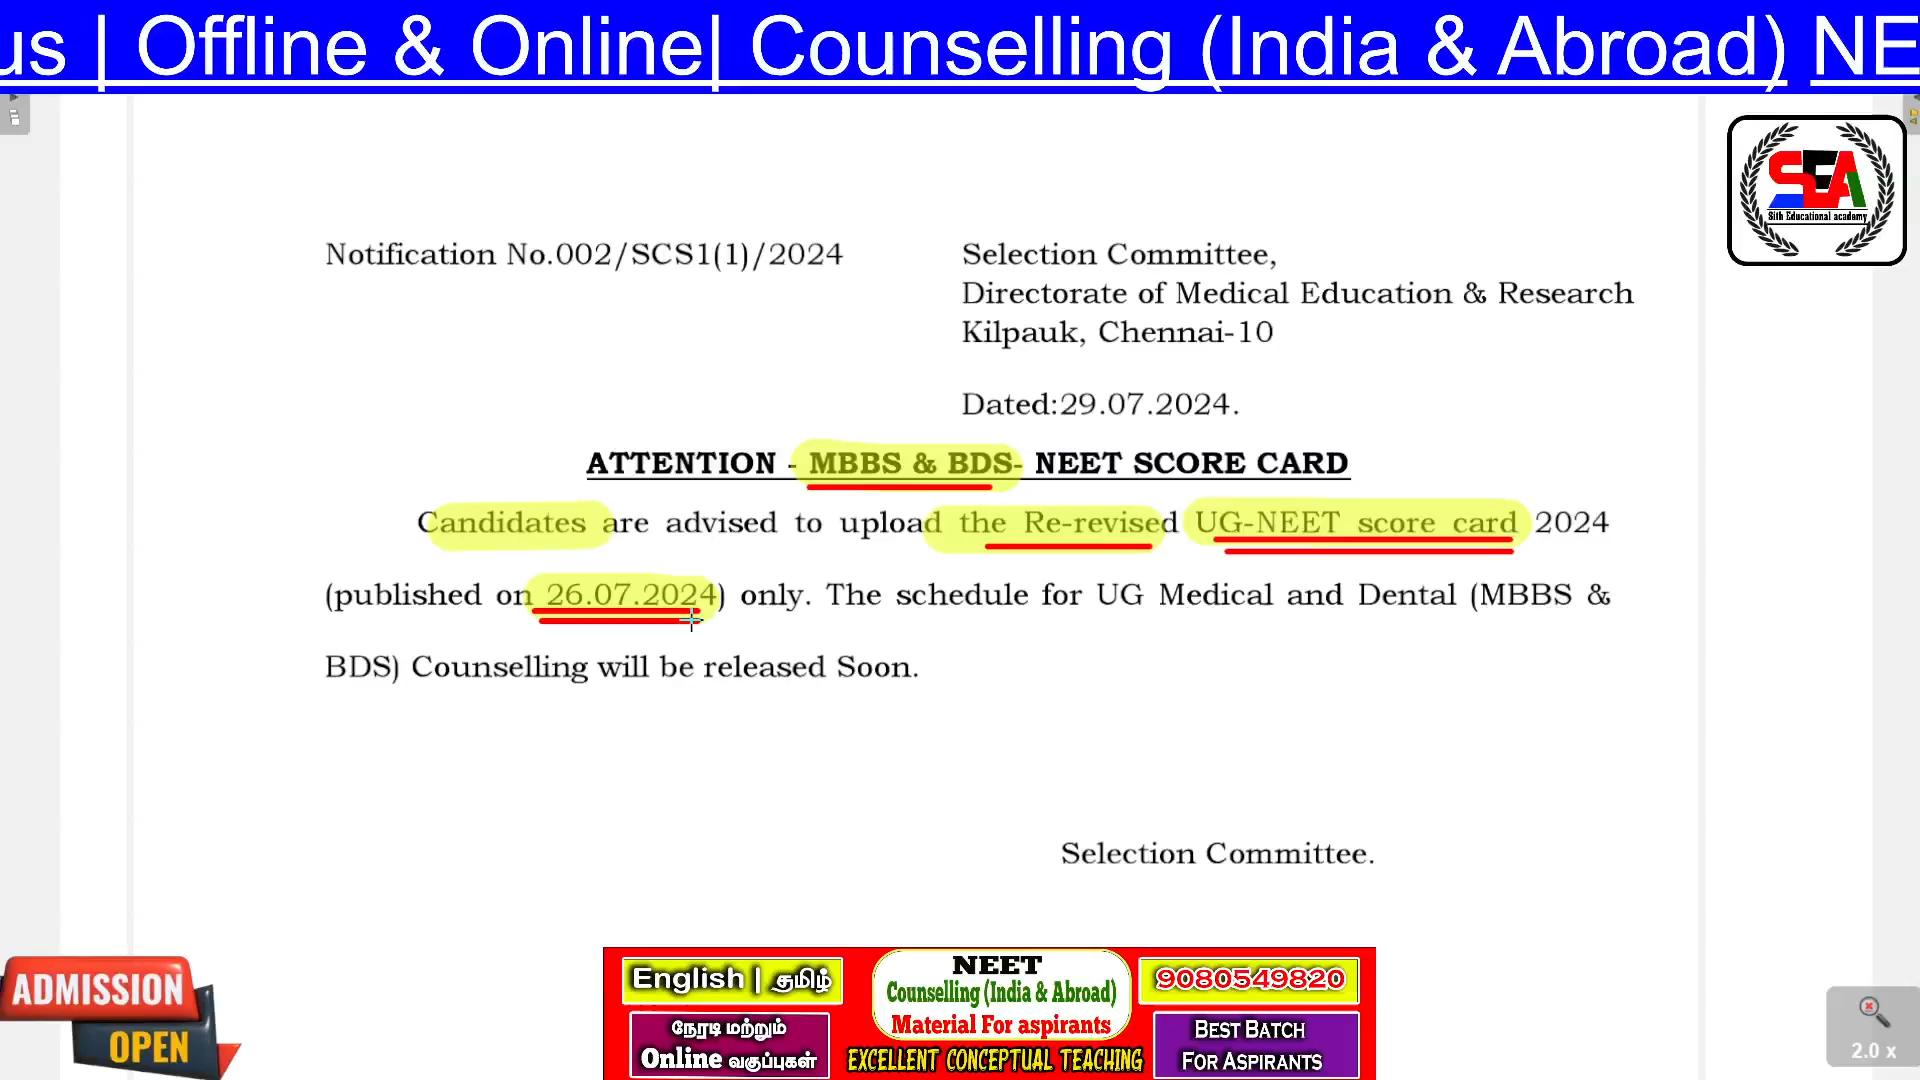 us | Offline & Online| Counselling (India & Abroad) NE
SEA
Sith Educational academy
Notification No.002/SCS1(1)/2024
Selection Committee,
Directorate of Medical Education & Research
Kilpauk, Chennai-10
Dated:29.07.2024.
ATTENTION - MBBS & BDS- NEET SCORE CARD
Candidates are advised to upload the Re-revised UG-NEET score card 2024
(published on 26.07.2024) only. The schedule for UG Medical and Dental (MBBS &
BDS) Counselling will be released Soon.
Selection Committee.
ADMISSION
OPEN
English | தமிழ்
நேரடி மற்றும்
Online வகுப்புகள்
NEET
Counselling (India & Abroad)
Material For aspirants
EXCELLENT CONCEPTUAL TEACHING
9080549820
BEST BATCH
FOR ASPIRANTS
2.0 x